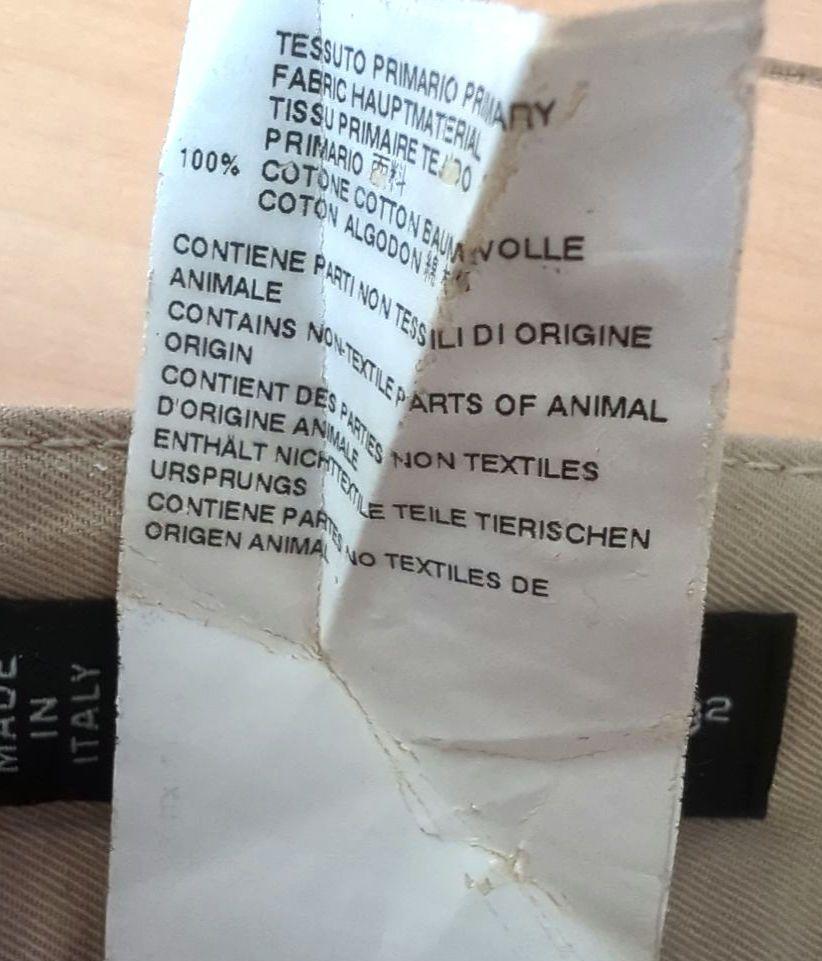 TESSUTO PRIMARIO PRIMARY
FABRIC HAUPTMATERIAL
TISSU PRIMAIRE TEJIDO
PRIMARIO 面料
100% COTONE COTTON BAUMWOLLE
COTON ALGODON 綿
CONTIENE PARTI NON TESSILI DI ORIGINE
ANIMALE
CONTAINS NON-TEXTILE PARTS OF ANIMAL
ORIGIN
CONTIENT DES PARTIES NON TEXTILES
D'ORIGINE ANIMALE
ENTHÄLT NICHTTEXTILE TEILE TIERISCHEN
URSPRUNGS
CONTIENE PARTES NO TEXTILES DE
ORIGEN ANIMAL
MADE
IN
ITALY
32